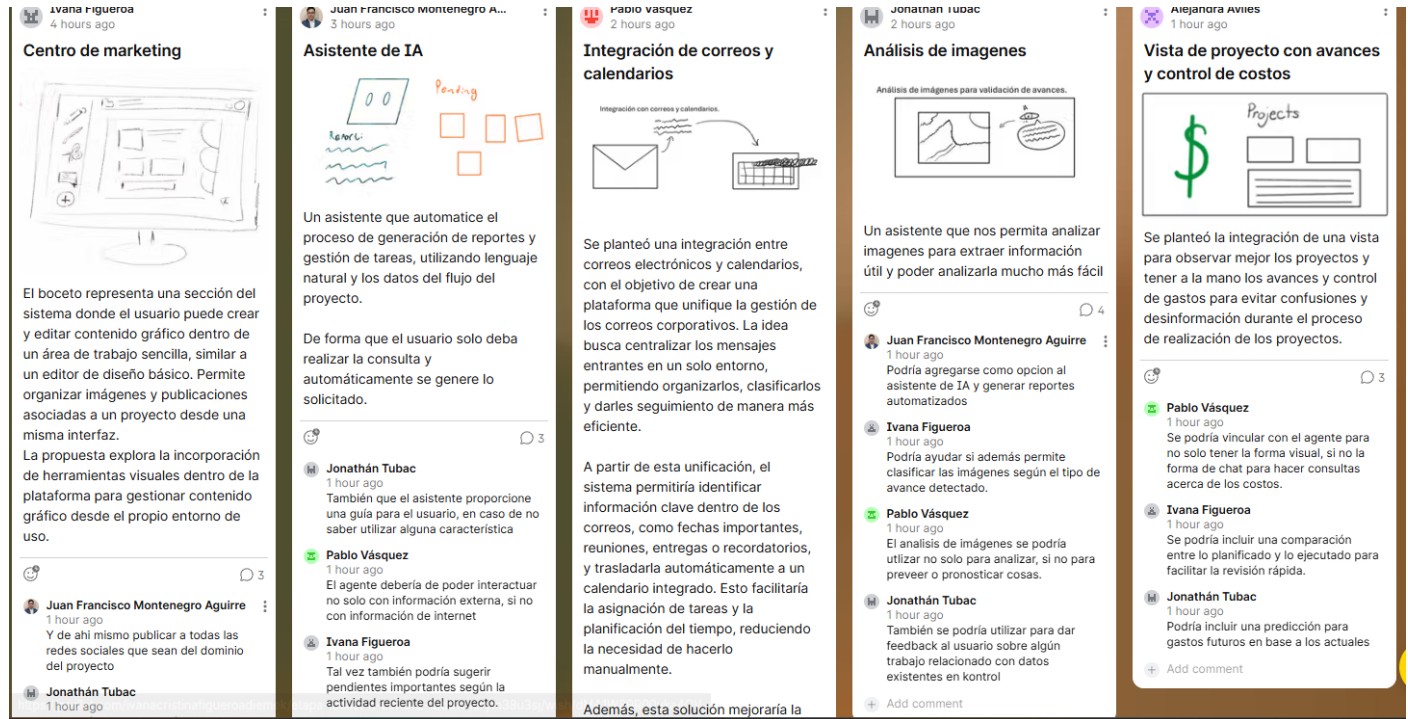 Ivana Figueroa
4 hours ago
Centro de marketing
El boceto representa una sección del
sistema donde el usuario puede crear
y editar contenido gráfico dentro de
un área de trabajo sencilla, similar a
un editor de diseño básico. Permite
organizar imágenes y publicaciones
asociadas a un proyecto desde una
misma interfaz.
La propuesta explora la incorporación
de herramientas visuales dentro de la
plataforma para gestionar contenido
gráfico desde el propio entorno de
uso.
3
Juan Francisco Montenegro Aguirre
1 hour ago
Y de ahi mismo publicar a todas las
redes sociales que sean del dominio
del proyecto
Jonathán Tubac
1 hour ago
Juan Francisco Montenegro A...
3 hours ago
Asistente de IA
Pending
Report:
Un asistente que automatice el
proceso de generación de reportes y
gestión de tareas, utilizando lenguaje
natural y los datos del flujo del
proyecto.
De forma que el usuario solo deba
realizar la consulta y
automáticamente se genere lo
solicitado.
3
Jonathán Tubac
1 hour ago
También que el asistente proporcione
una guía para el usuario, en caso de no
saber utilizar alguna característica
Pablo Vásquez
1 hour ago
El agente debería de poder interactuar
no solo con información externa, si no
con información de internet
Ivana Figueroa
1 hour ago
Tal vez también podría sugerir
pendientes importantes según la
actividad reciente del proyecto.
Pablo Vásquez
2 hours ago
Integración de correos y
calendarios
Integración con correos y calendarios.
Se planteó una integración entre
correos electrónicos y calendarios,
con el objetivo de crear una
plataforma que unifique la gestión de
los correos corporativos. La idea
busca centralizar los mensajes
entrantes en un solo entorno,
permitiendo organizarlos, clasificarlos
y darles seguimiento de manera más
eficiente.
A partir de esta unificación, el
sistema permitiría identificar
información clave dentro de los
correos, como fechas importantes,
reuniones, entregas o recordatorios,
y trasladarla automáticamente a un
calendario integrado. Esto facilitaría
la asignación de tareas y la
planificación del tiempo, reduciendo
la necesidad de hacerlo
manualmente.
Además, esta solución mejoraría la
Jonathán Tubac
2 hours ago
Análisis de imagenes
Análisis de imágenes para validación de avances.
Un asistente que nos permita analizar
imagenes para extraer información
útil y poder analizarla mucho más fácil
4
Juan Francisco Montenegro Aguirre
1 hour ago
Podría agregarse como opcion al
asistente de IA y generar reportes
automatizados
Ivana Figueroa
1 hour ago
Podría ayudar si además permite
clasificar las imágenes según el tipo de
avance detectado.
Pablo Vásquez
1 hour ago
El analisis de imágenes se podría
utlizar no solo para analizar, si no para
preveer o pronosticar cosas.
Jonathán Tubac
1 hour ago
También se podría utilizar para dar
feedback al usuario sobre algún
trabajo relacionado con datos
existentes en kontrol
Add comment
Alejandra Aviles
1 hour ago
Vista de proyecto con avances
y control de costos
$
Projects
Se planteó la integración de una vista
para observar mejor los proyectos y
tener a la mano los avances y control
de gastos para evitar confusiones y
desinformación durante el proceso
de realización de los proyectos.
3
Pablo Vásquez
1 hour ago
Se podría vincular con el agente para
no solo tener la forma visual, si no la
forma de chat para hacer consultas
acerca de los costos.
Ivana Figueroa
1 hour ago
Se podría incluir una comparación
entre lo planificado y lo ejecutado para
facilitar la revisión rápida.
Jonathán Tubac
1 hour ago
Podría incluir una predicción para
gastos futuros en base a los actuales
Add comment